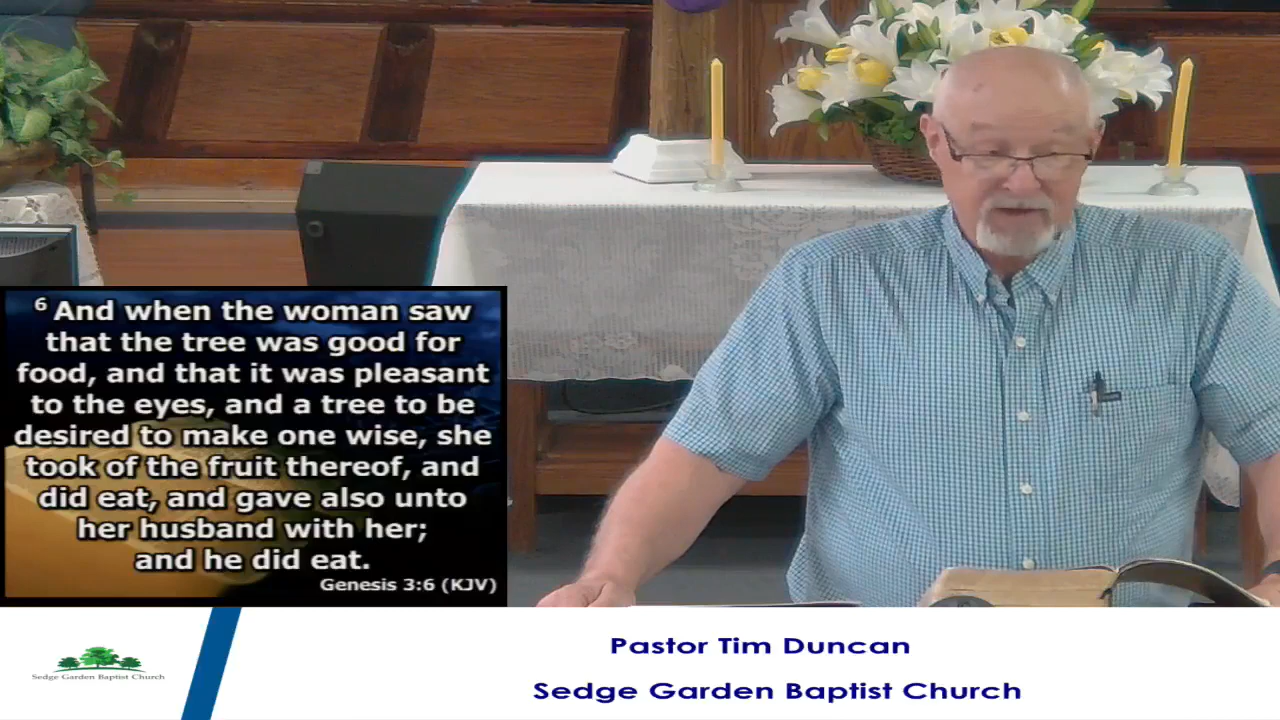 6 And when the woman saw
that the tree was good for
food, and that it was pleasant
to the eyes, and a tree to be
desired to make one wise, she
took of the fruit thereof, and
did eat, and gave also unto
her husband with her;
and he did eat.
Genesis 3:6 (KJV)
Pastor Tim Duncan
Sedge Garden Baptist Church
Sedge Garden Baptist Church